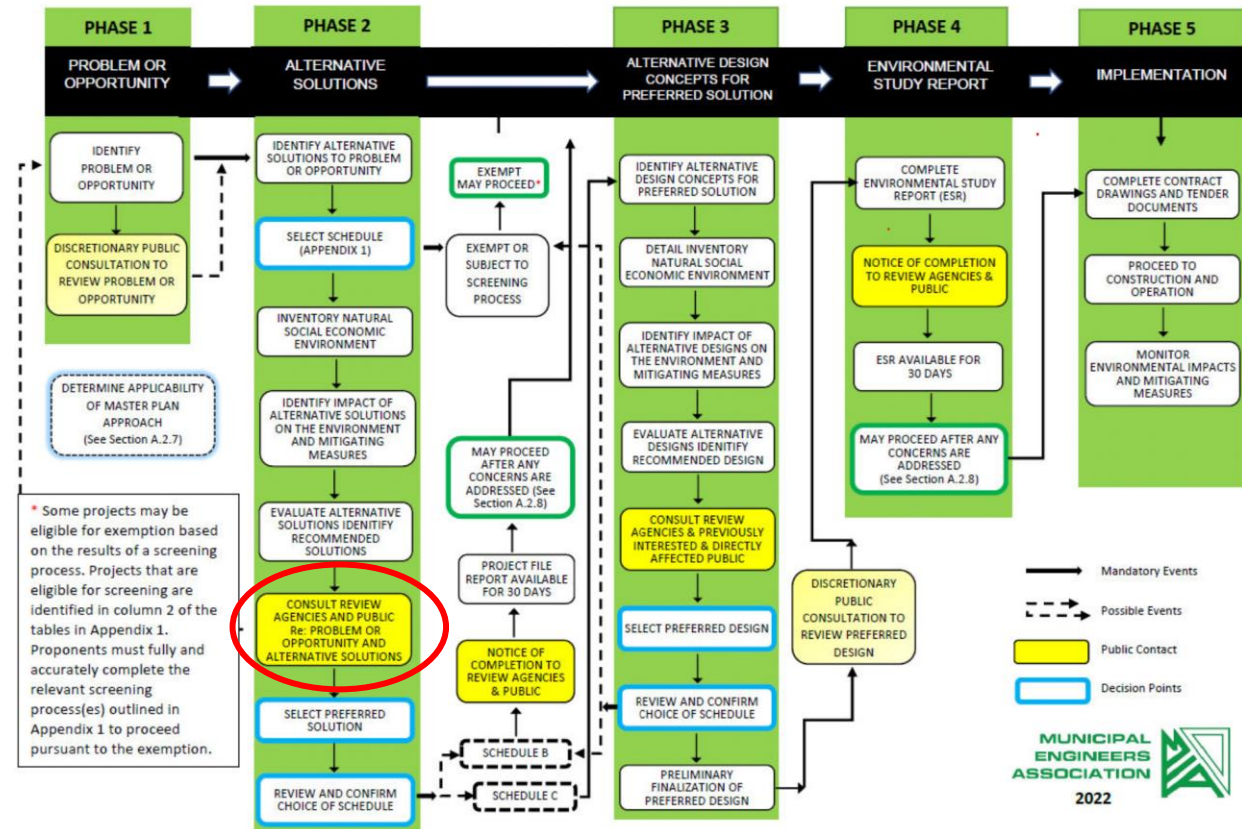 PHASE 1
PROBLEM OR
OPPORTUNITY
IDENTIFY
PROBLEM OR
OPPORTUNITY
DISCRETIONARY PUBLIC
CONSULTATION TO
REVIEW PROBLEM OR
OPPORTUNITY
DETERMINE APPLICABILITY
OF MASTER PLAN
APPROACH
(See Section A.2.7)
* Some projects may be
eligible for exemption based
on the results of a screening
process. Projects that are
eligible for screening are
identified in column 2 of the
tables in Appendix 1.
Proponents must fully and
accurately complete the
relevant screening
process(es) outlined in
Appendix 1 to proceed
pursuant to the exemption.
PHASE 2
ALTERNATIVE
SOLUTIONS
IDENTIFY ALTERNATIVE
SOLUTIONS TO PROBLEM
OR OPPORTUNITY
SELECT SCHEDULE
(APPENDIX 1)
INVENTORY NATURAL
SOCIAL ECONOMIC
ENVIRONMENT
IDENTIFY IMPACT OF
ALTERNATIVE SOLUTIONS
ON THE ENVIRONMENT
AND MITIGATING
MEASURES
EVALUATE ALTERNATIVE
SOLUTIONS IDEITIFY
RECOMMENDED
SOLUTIONS
CONSULT REVIEW
AGENCIES AND PUBLIC
Re: PROBLEM OR
OPPORTUNITY AND
ALTERNATIVE SOLUTIONS
SELECT PREFERRED
SOLUTION
REVIEW AND CONFIRM
CHOICE OF SCHEDULE
EXEMPT
MAY PROCEED*
EXEMPT OR
SUBJECT TO
SCREENING
PROCESS
MAY PROCEED
AFTER ANY
CONCERNS ARE
ADDRESSED (See
Section A.2.8)
PROJECT FILE
REPORT AVAILABLE
FOR 30 DAYS
NOTICE OF
COMPLETION TO
REVIEW AGENCIES
& PUBLIC
SCHEDULE B
SCHEDULE C
PHASE 3
ALTERNATIVE DESIGN
CONCEPTS FOR
PREFERRED SOLUTION
IDENTIFY ALTERNATIVE
DESIGN CONCEPTS FOR
PREFERRED SOLUTION
DETAIL INVENTORY
NATURAL SOCIAL
ECONOMIC ENVIRONMENT
IDENTIFY IMPACT OF
ALTERNATIVE DESIGNS ON
THE ENVIRONMENT AND
MITIGATING MEASURES
EVALUATE ALTERNATIVE
DESIGNS IDEITIFY
RECOMMENDED DESIGN
CONSULT REVIEW
AGENCIES & PREVIOUSLY
INTERESTED & DIRECTLY
AFFECTED PUBLIC
SELECT PREFERRED DESIGN
REVIEW AND CONFIRM
CHOICE OF SCHEDULE
PRELIMINARY
FINALIZATION OF
PREFERRED DESIGN
DISCRETIONARY
PUBLIC
CONSULTATION TO
REVIEW PREFERRED
DESIGN
PHASE 4
ENVIRONMENTAL
STUDY REPORT
COMPLETE
ENVIRONMENTAL STUDY
REPORT (ESR)
NOTICE OF COMPLETION
TO REVIEW AGENCIES &
PUBLIC
ESR AVAILABLE FOR
30 DAYS
MAY PROCEED AFTER ANY
CONCERNS ARE
ADDRESSED
(See Section A.2.8)
PHASE 5
IMPLEMENTATION
COMPLETE CONTRACT
DRAWINGS AND TENDER
DOCUMENTS
PROCEED TO
CONSTRUCTION AND
OPERATION
MONITOR
ENVIRONMENTAL IMPACTS
AND MITIGATING
MEASURES
Mandatory Events
Possible Events
Public Contact
Decision Points
MUNICIPAL
ENGINEERS
ASSOCIATION
2022